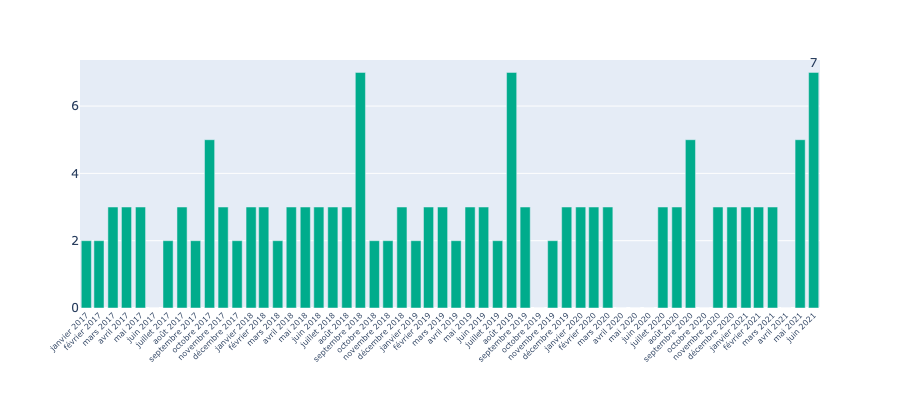 7
6
4
2
0
janvier 2017
février 2017
mars 2017
avril 2017
mai 2017
juin 2017
juillet 2017
août 2017
septembre 2017
octobre 2017
novembre 2017
décembre 2017
janvier 2018
février 2018
mars 2018
avril 2018
mai 2018
juin 2018
juillet 2018
août 2018
septembre 2018
octobre 2018
novembre 2018
décembre 2018
janvier 2019
février 2019
mars 2019
avril 2019
mai 2019
juin 2019
juillet 2019
août 2019
septembre 2019
octobre 2019
novembre 2019
décembre 2019
janvier 2020
février 2020
mars 2020
avril 2020
mai 2020
juin 2020
juillet 2020
août 2020
septembre 2020
octobre 2020
novembre 2020
décembre 2020
janvier 2021
février 2021
mars 2021
avril 2021
mai 2021
juin 2021